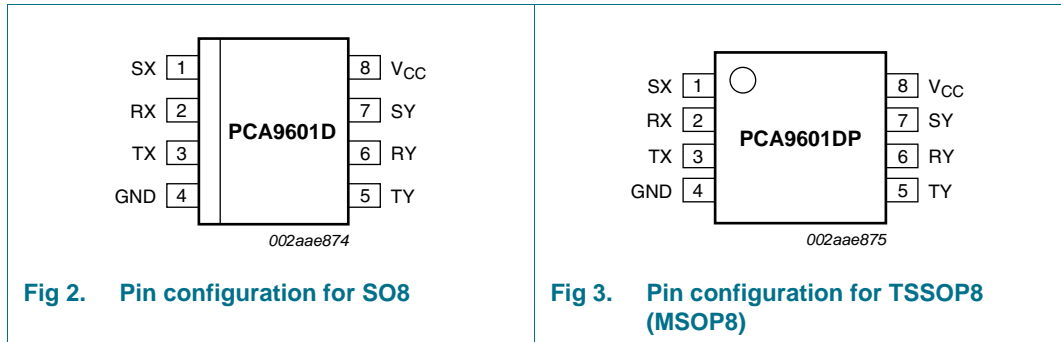 SX 1 8 VCC
RX 2 7 SY
PCA9601D
TX 3 6 RY
GND 4 5 TY
002aae874
Fig 2. Pin configuration for SO8
SX 1 8 VCC
RX 2 7 SY
PCA9601DP
TX 3 6 RY
GND 4 5 TY
002aae875
Fig 3. Pin configuration for TSSOP8
(MSOP8)